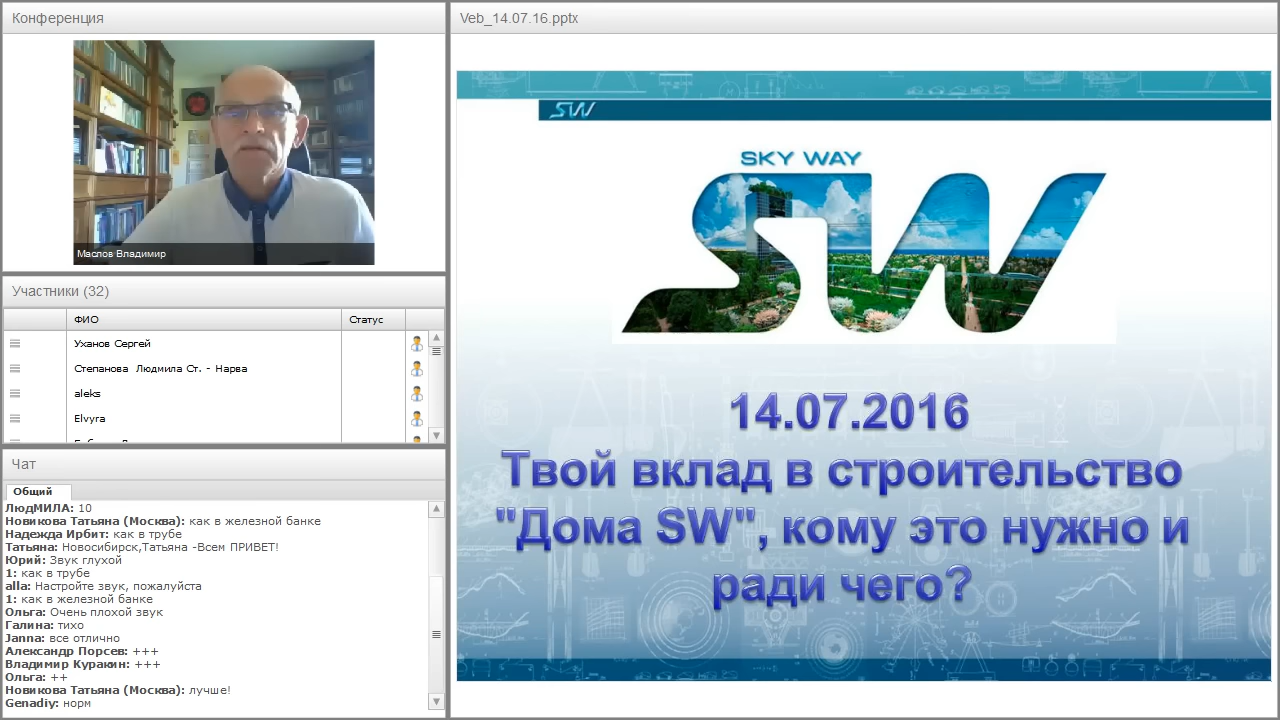 Конференция
Маслов Владимир
Участники (32)
ФИО
Статус
Уханов Сергей
Степанова Людмила Ст. - Нарва
aleks
Elvyra
Чат
Общий
ЛюдМИЛА: 10
Новикова Татьяна (Москва): как в железной банке
Надежда Ирбит: как в трубе
Татьяна: Новосибирск,Татьяна -Всем ПРИВЕТ!
Юрий: Звук глухой
1: как в трубе
alla: Настройте звук, пожалуйста
1: как в железной банке
Ольга: Очень плохой звук
Галина: тихо
Janna: все отлично
Александр Порсев: +++
Владимир Куракин: +++
Ольга: ++
Новикова Татьяна (Москва): лучше!
Genadiy: норм
Veb_14.07.16.pptx
SW
SKY WAY
SW
14.07.2016
Твой вклад в строительство
"Дома SW", кому это нужно и
ради чего?